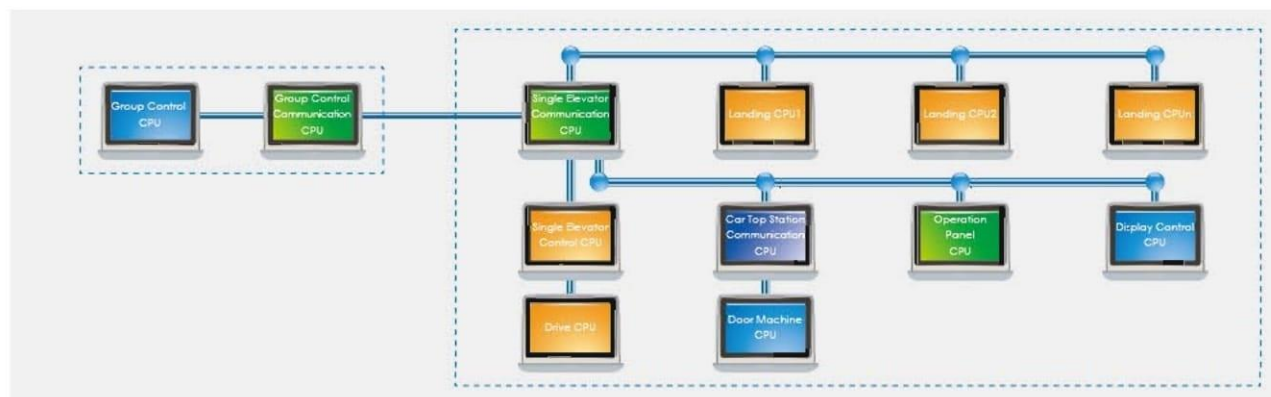 Group Control
CPU
Group Control
Communication
CPU
Single Elevator
Communication
CPU
Landing CPU1
Landing CPU2
Landing CPUn
Single Elevator
Control CPU
Car Top Station
Communication
CPU
Operation
Panel
CPU
Display Control
CPU
Drive CPU
Door Machine
CPU